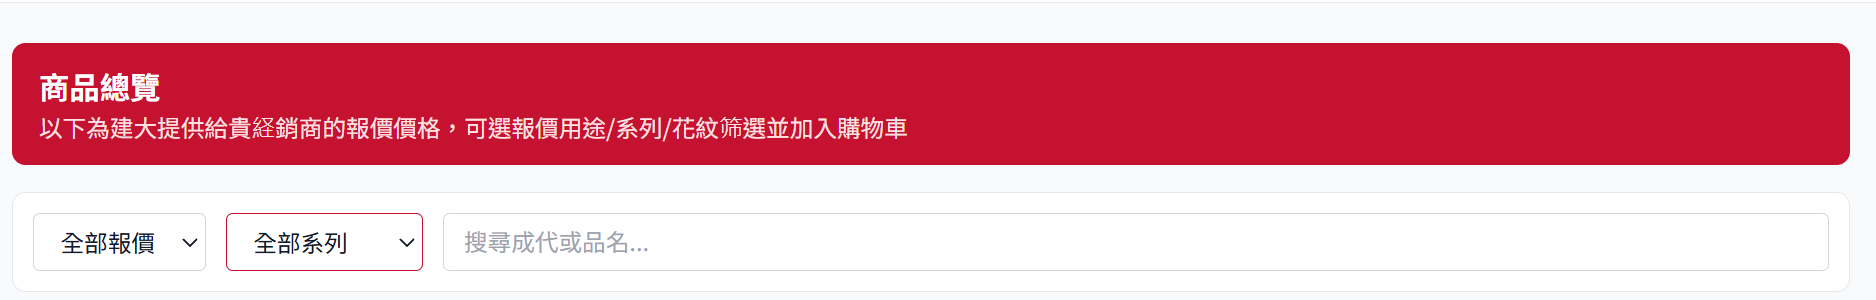 商品總覽
以下為建大提供給貴経銷商的報價價格，可選報價用途/系列/花紋筛選並加入購物車
全部報價
全部系列
搜尋成代或品名...